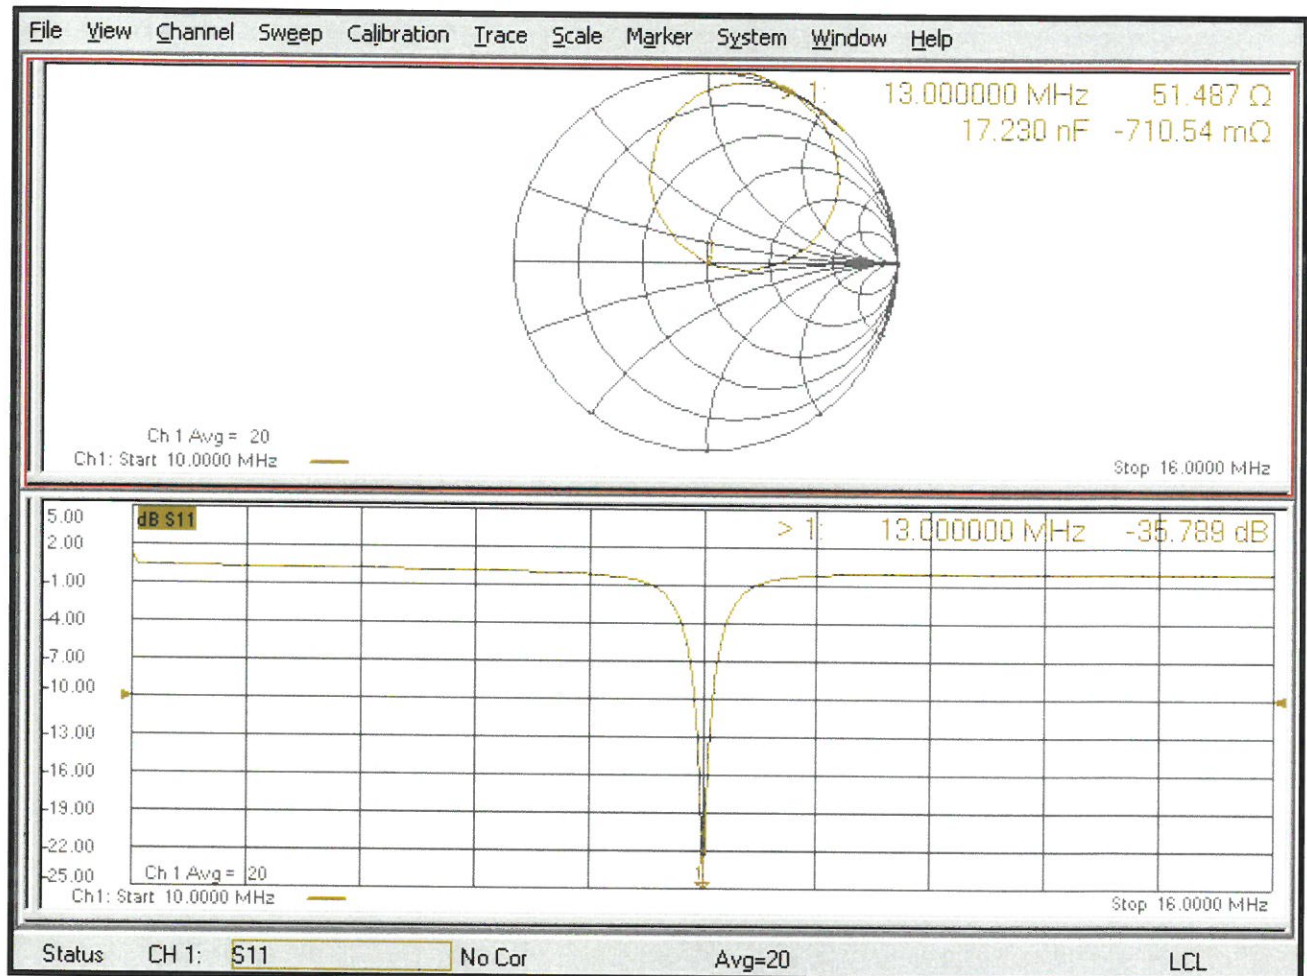 File View Channel Sweep Calibration Trace Scale Marker System Window Help
> 1: 13.000000 MHz 51.487 Ω
17.230 nF -710.54 mΩ
Ch 1 Avg = 20
Ch1: Start 10.0000 MHz
Stop 16.0000 MHz
5.00
dB S11
> 1: 13.000000 MHz -35.789 dB
2.00
-1.00
-4.00
-7.00
-10.00
-13.00
-16.00
-19.00
-22.00
-25.00
Ch 1 Avg = 20
1
Ch1: Start 10.0000 MHz
Stop 16.0000 MHz
Status CH 1: S11 No Cor Avg=20 LCL